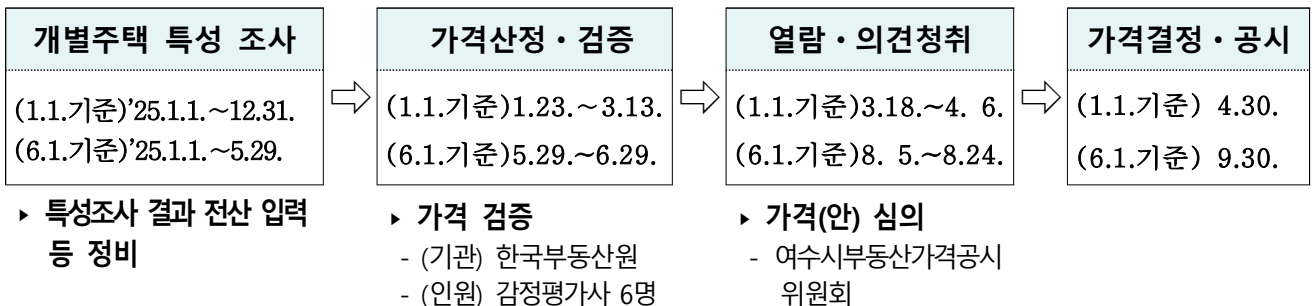 개별주택 특성 조사
(1.1.기준)'25.1.1.~12.31.
(6.1.기준)'25.1.1.~5.29.
▸ 특성조사 결과 전산 입력
등 정비
가격산정・검증
(1.1.기준)1.23.~3.13.
(6.1.기준)5.29.~6.29.
▸ 가격 검증
- (기관) 한국부동산원
- (인원) 감정평가사 6명
열람・의견청취
(1.1.기준)3.18.~4. 6.
(6.1.기준)8. 5.~8.24.
▸ 가격(안) 심의
- 여수시부동산가격공시
위원회
가격결정・공시
(1.1.기준) 4.30.
(6.1.기준) 9.30.